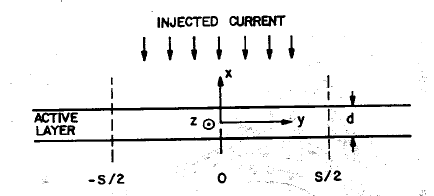 INJECTED CURRENT
x
ACTIVE
LAYER
z
y
d
-S/2
0
S/2